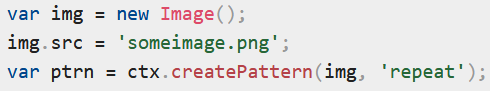 var img = new Image();
img.src = 'someimage.png';
var ptrn = ctx.createPattern(img, 'repeat');